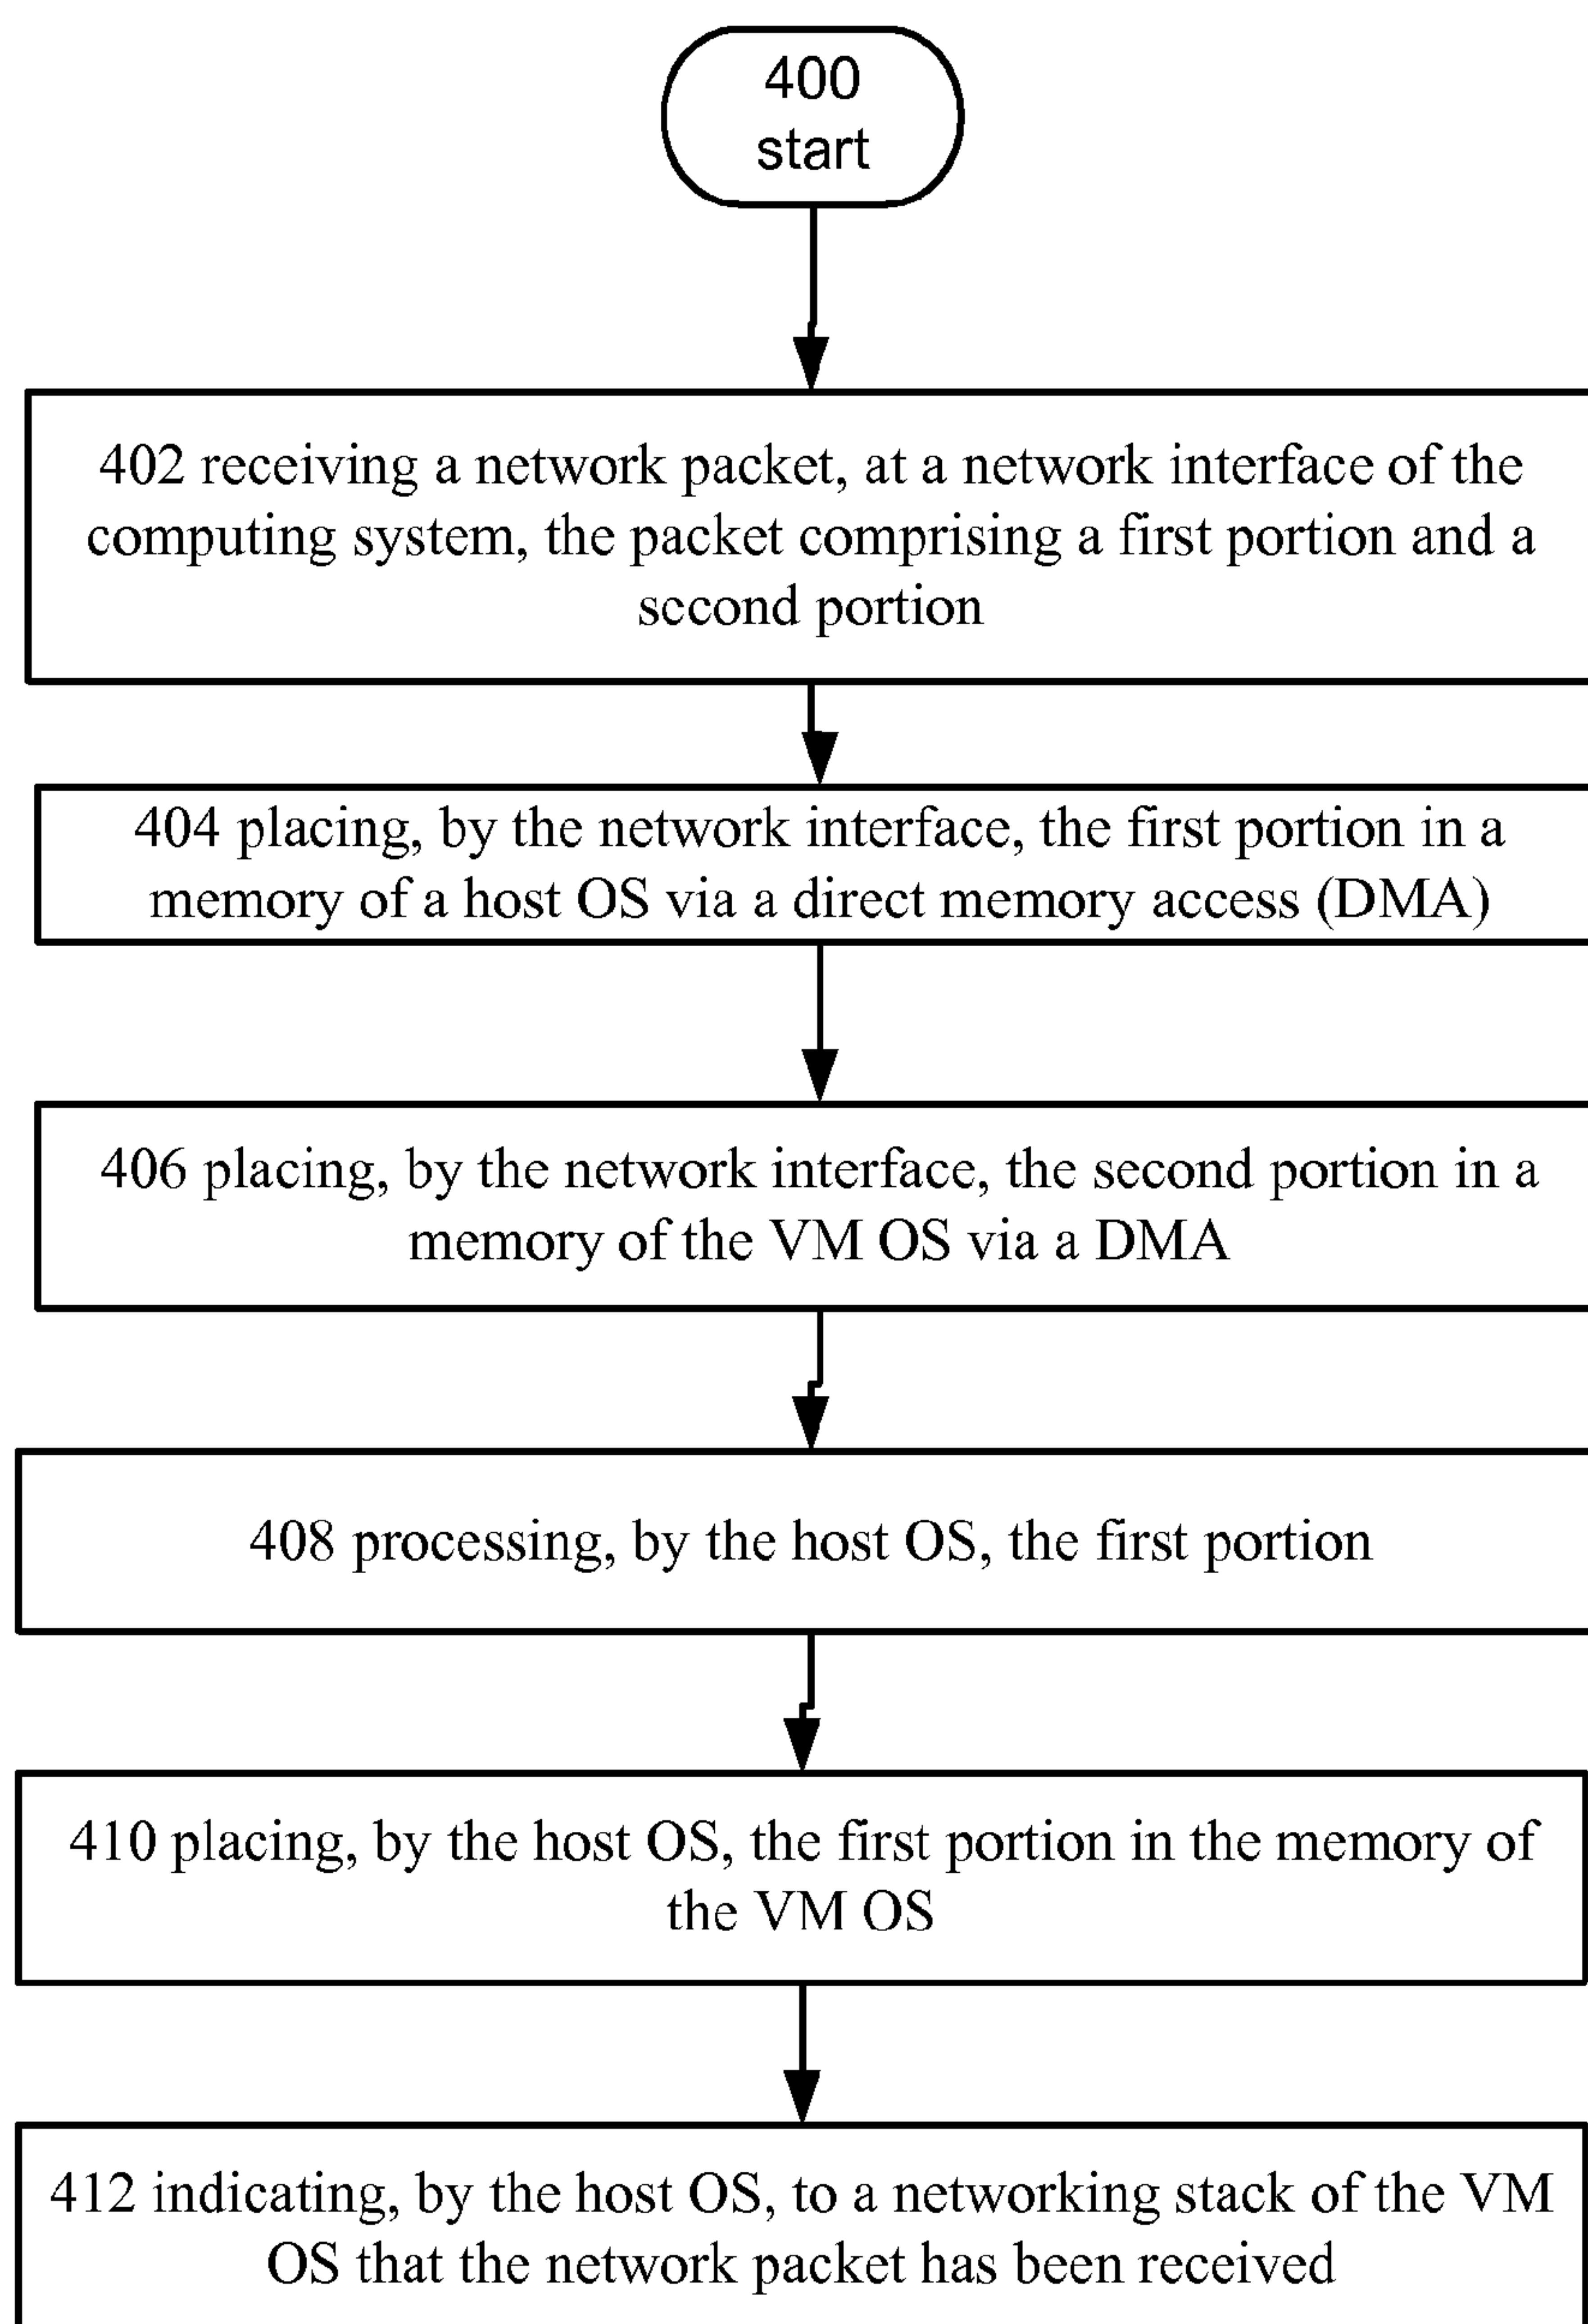 400
start
402 receiving a network packet, at a network interface of the
computing system, the packet comprising a first portion and a
second portion
404 placing, by the network interface, the first portion in a
memory of a host OS via a direct memory access (DMA)
406 placing, by the network interface, the second portion in a
memory of the VM OS via a DMA
408 processing, by the host OS, the first portion
410 placing, by the host OS, the first portion in the memory of
the VM OS
412 indicating, by the host OS, to a networking stack of the VM
OS that the network packet has been received